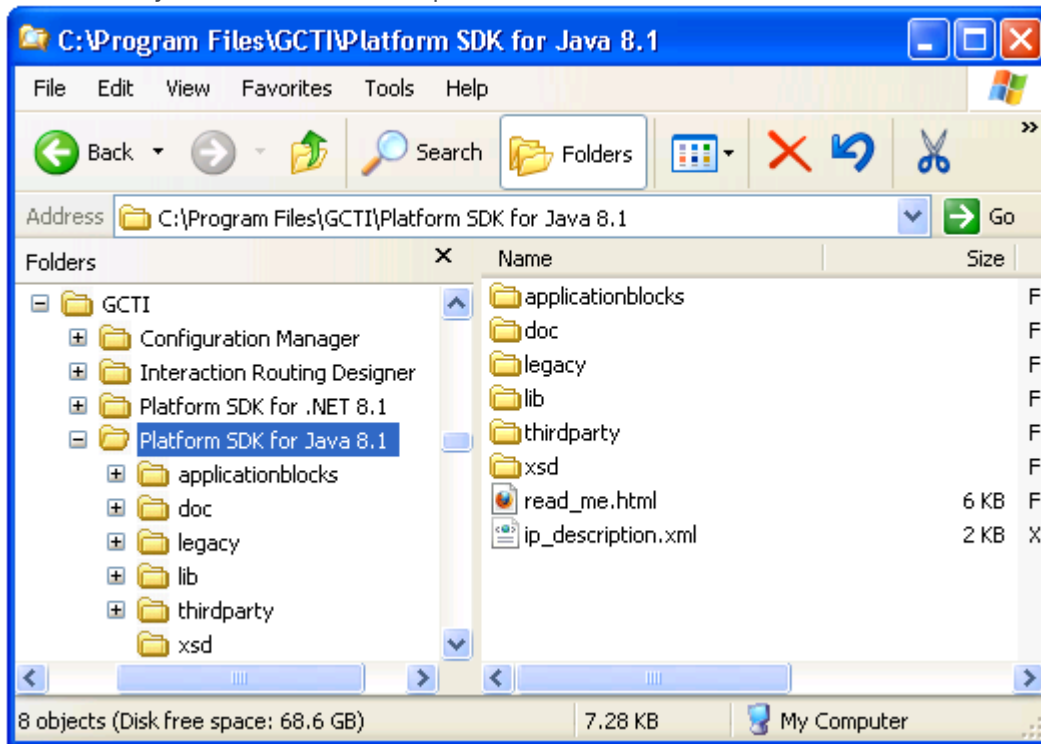 C:\Program Files\GCTI\Platform SDK for Java 8.1
File Edit View Favorites Tools Help
Back Search Folders »
Address C:\Program Files\GCTI\Platform SDK for Java 8.1 Go
Folders × Name Size
GCTI
Configuration Manager
Interaction Routing Designer
Platform SDK for .NET 8.1
Platform SDK for Java 8.1
applicationblocks
doc
legacy
lib
thirdparty
xsd
applicationblocks F
doc F
legacy F
lib F
thirdparty F
xsd F
read_me.html 6 KB F
ip_description.xml 2 KB X
8 objects (Disk free space: 68.6 GB) 7.28 KB My Computer